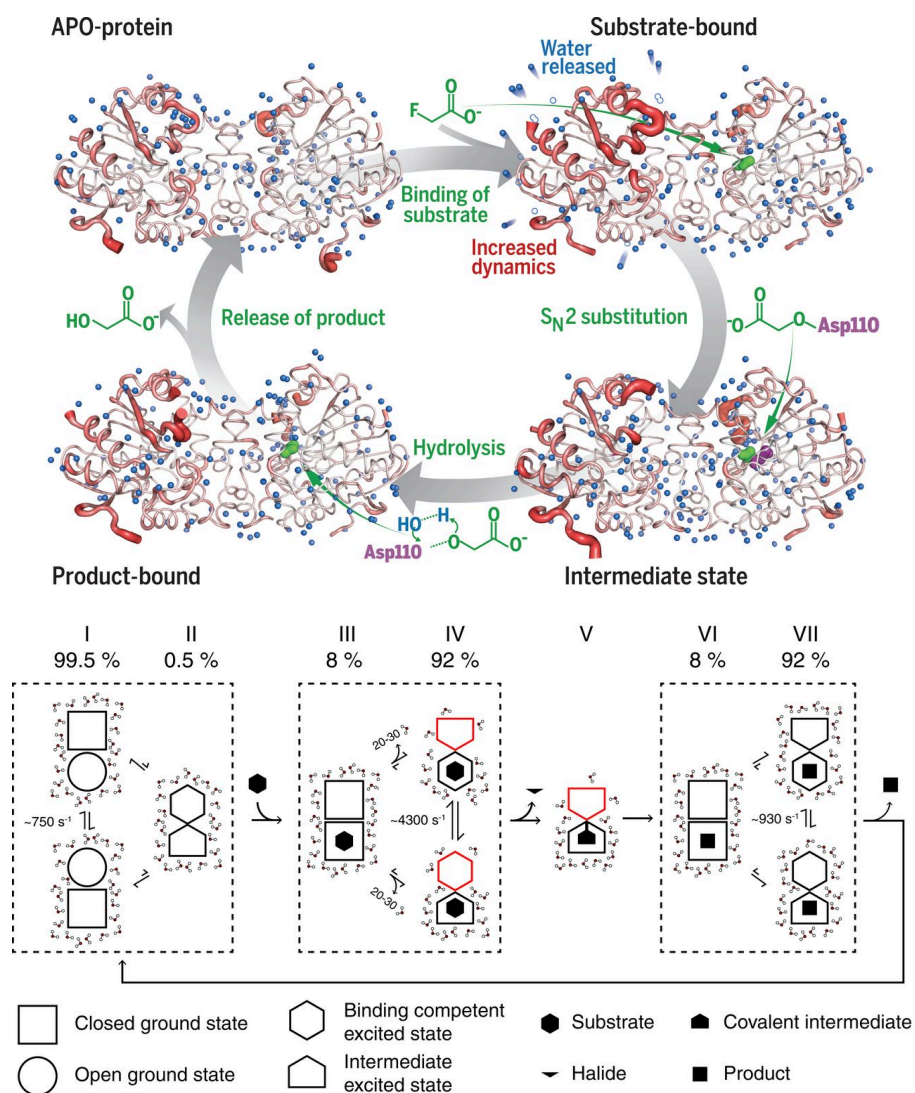 APO-protein
Substrate-bound
Water
released
F
O
O⁻
Binding of
substrate
Increased
dynamics
HO
O
O⁻
Release of product
S_N2 substitution
⁻O
O
O
Asp110
Hydrolysis
HO
H
Asp110
O
O
O⁻
Product-bound
Intermediate state
I
II
III
IV
V
VI
VII
99.5 %
0.5 %
8 %
92 %
8 %
92 %
20-30
~750 s⁻¹
~4300 s⁻¹
~930 s⁻¹
20-30
Closed ground state
Binding competent
excited state
Substrate
Covalent intermediate
Open ground state
Intermediate
excited state
Halide
Product